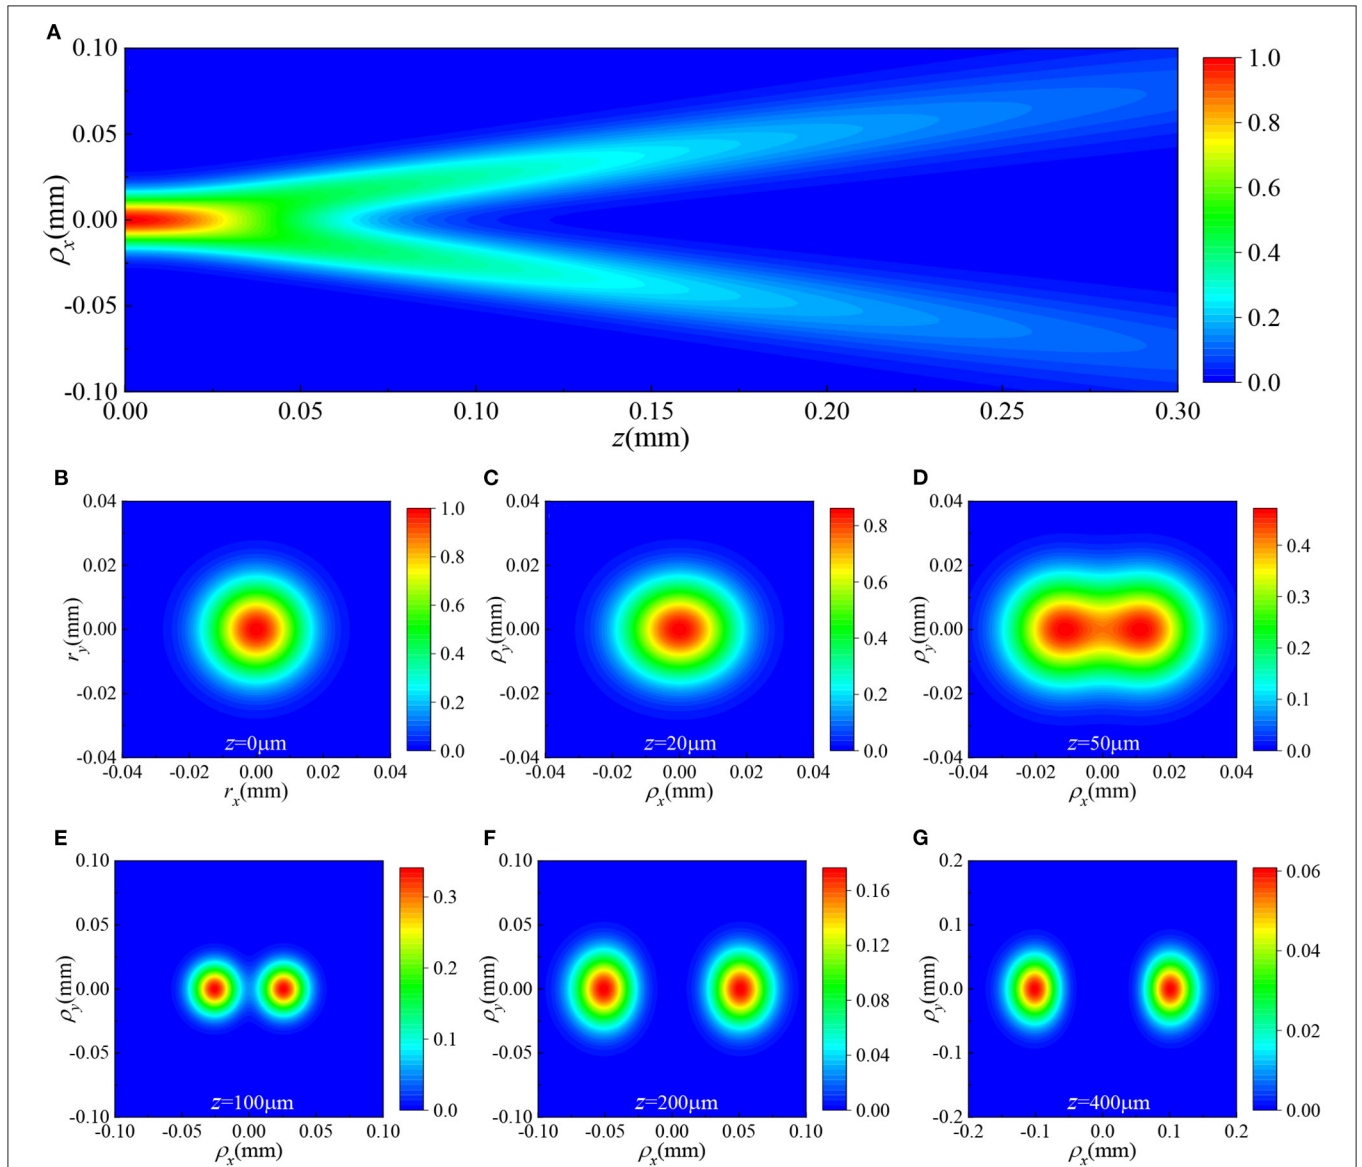 A
0.10
0.05
0.00
-0.05
-0.10
ρx(mm)
0.00 0.05 0.10 0.15 0.20 0.25 0.30
z(mm)
1.0
0.8
0.6
0.4
0.2
0.0
B
0.04
0.02
0.00
-0.02
-0.04
ry(mm)
z=0µm
-0.04 -0.02 0.00 0.02 0.04
rx(mm)
1.0
0.8
0.6
0.4
0.2
0.0
C
0.04
0.02
0.00
-0.02
-0.04
ρy(mm)
z=20µm
-0.04 -0.02 0.00 0.02 0.04
ρx(mm)
0.8
0.6
0.4
0.2
0.0
D
0.04
0.02
0.00
-0.02
-0.04
ρy(mm)
z=50µm
-0.04 -0.02 0.00 0.02 0.04
ρx(mm)
0.4
0.3
0.2
0.1
0.0
E
0.10
0.05
0.00
-0.05
-0.10
ρy(mm)
z=100µm
-0.10 -0.05 0.00 0.05 0.10
ρx(mm)
0.3
0.2
0.1
0.0
F
0.10
0.05
0.00
-0.05
-0.10
ρy(mm)
z=200µm
-0.10 -0.05 0.00 0.05 0.10
ρx(mm)
0.16
0.12
0.08
0.04
0.00
G
0.2
0.1
0.0
-0.1
-0.2
ρy(mm)
z=400µm
-0.2 -0.1 0.0 0.1 0.2
ρx(mm)
0.06
0.04
0.02
0.00